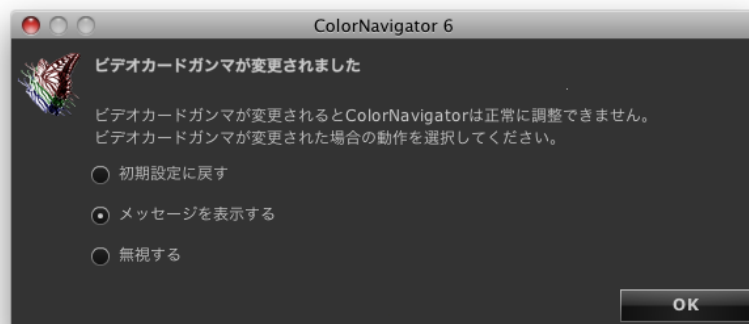 ColorNavigator 6
ビデオカードガンマが変更されました
ビデオカードガンマが変更されるとColorNavigatorは正常に調整できません。
ビデオカードガンマが変更された場合の動作を選択してください。
初期設定に戻す
メッセージを表示する
無視する
OK